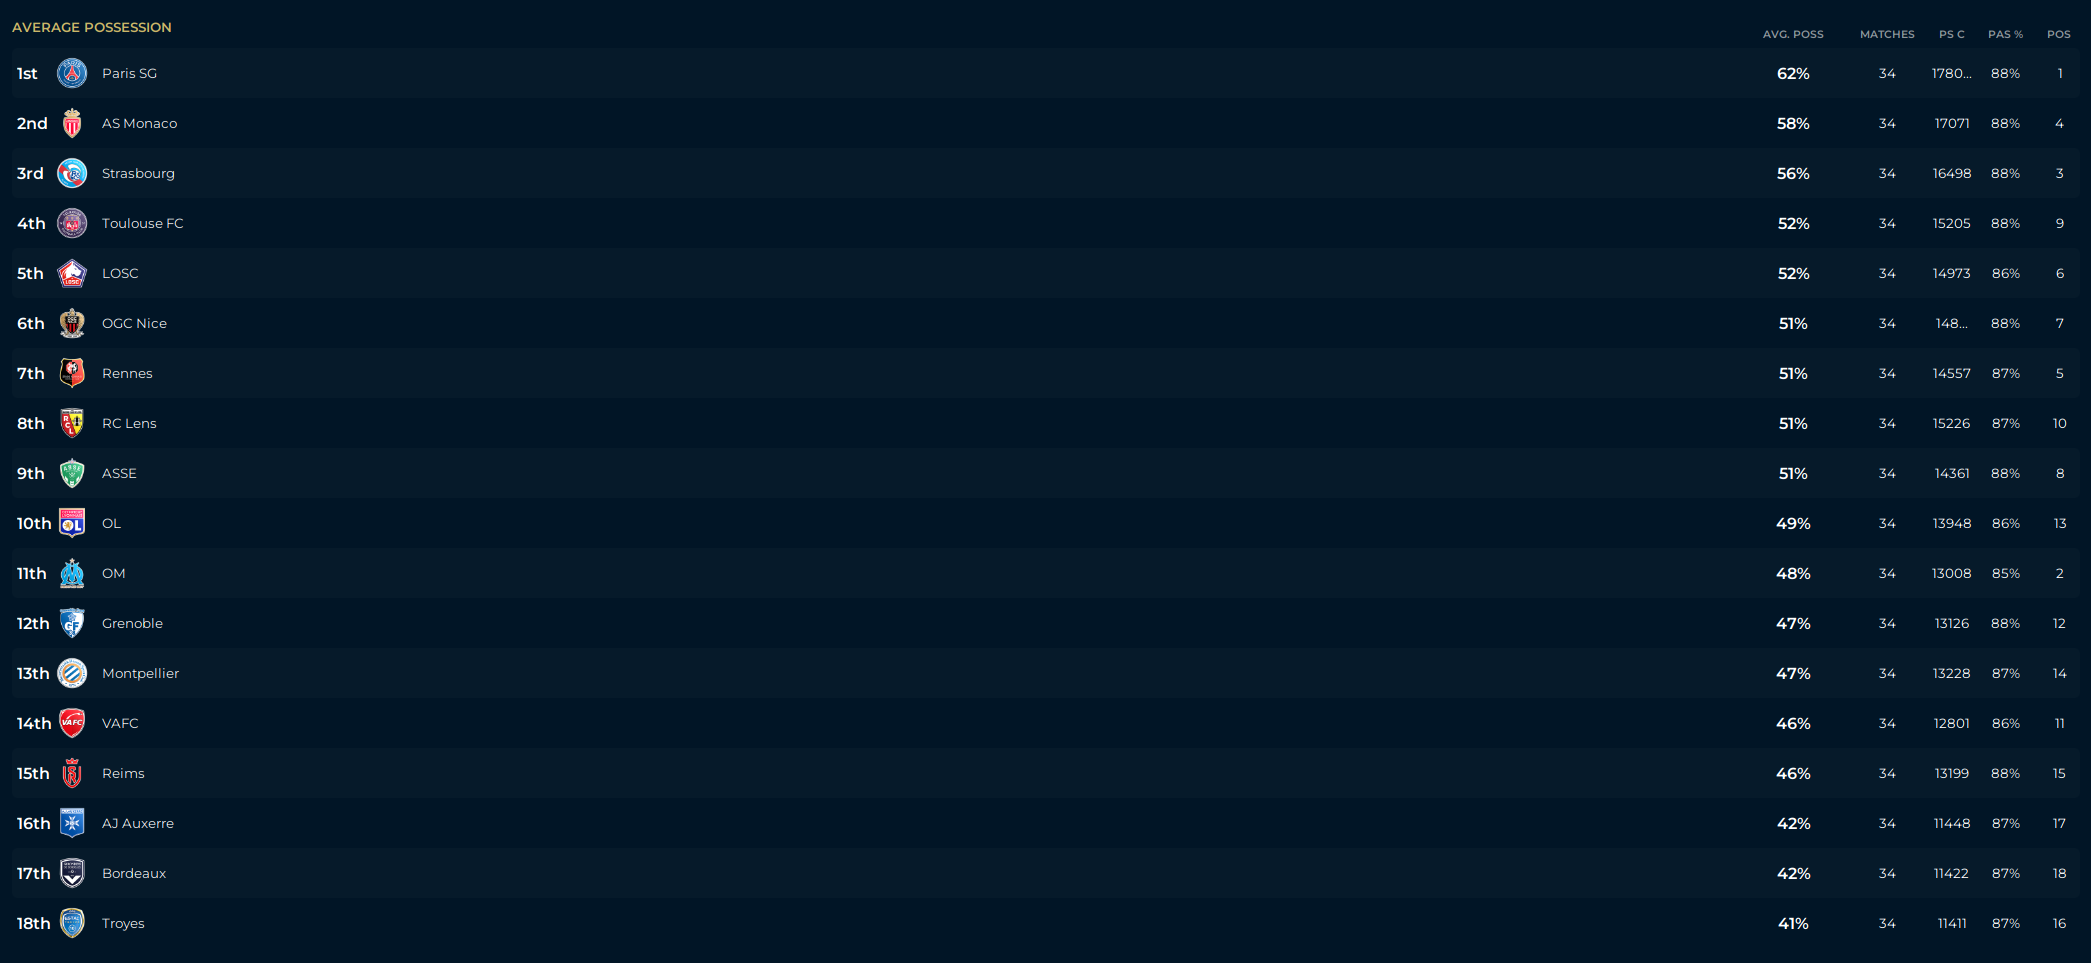 AVERAGE POSSESSION
AVG. POSS MATCHES PS C PAS % POS
1st Paris SG 62% 34 1780... 88% 1
2nd AS Monaco 58% 34 17071 88% 4
3rd Strasbourg 56% 34 16498 88% 3
4th Toulouse FC 52% 34 15205 88% 9
5th LOSC 52% 34 14973 86% 6
6th OGC Nice 51% 34 148... 88% 7
7th Rennes 51% 34 14557 87% 5
8th RC Lens 51% 34 15226 87% 10
9th ASSE 51% 34 14361 88% 8
10th OL 49% 34 13948 86% 13
11th OM 48% 34 13008 85% 2
12th Grenoble 47% 34 13126 88% 12
13th Montpellier 47% 34 13228 87% 14
14th VAFC 46% 34 12801 86% 11
15th Reims 46% 34 13199 88% 15
16th AJ Auxerre 42% 34 11448 87% 17
17th Bordeaux 42% 34 11422 87% 18
18th Troyes 41% 34 11411 87% 16